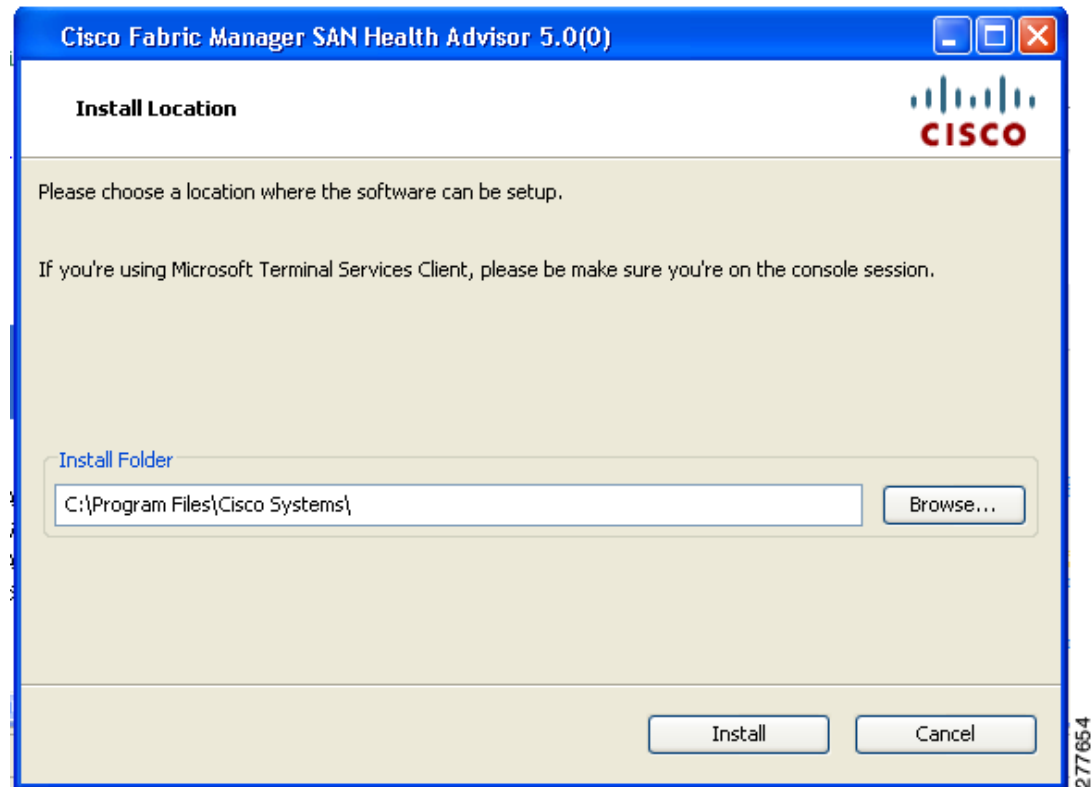 Cisco Fabric Manager SAN Health Advisor 5.0(0)
Install Location
CISCO
Please choose a location where the software can be setup.
If you're using Microsoft Terminal Services Client, please be make sure you're on the console session.
Install Folder
C:\Program Files\Cisco Systems\
Browse...
Install
Cancel
277654